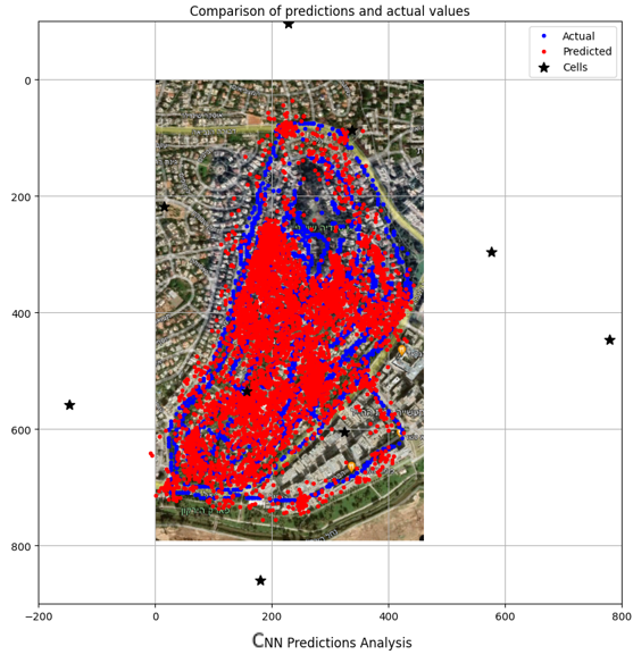 Comparison of predictions and actual values
Actual
Predicted
Cells
0
200
400
600
800
−200
0
200
400
600
800
CNN Predictions Analysis